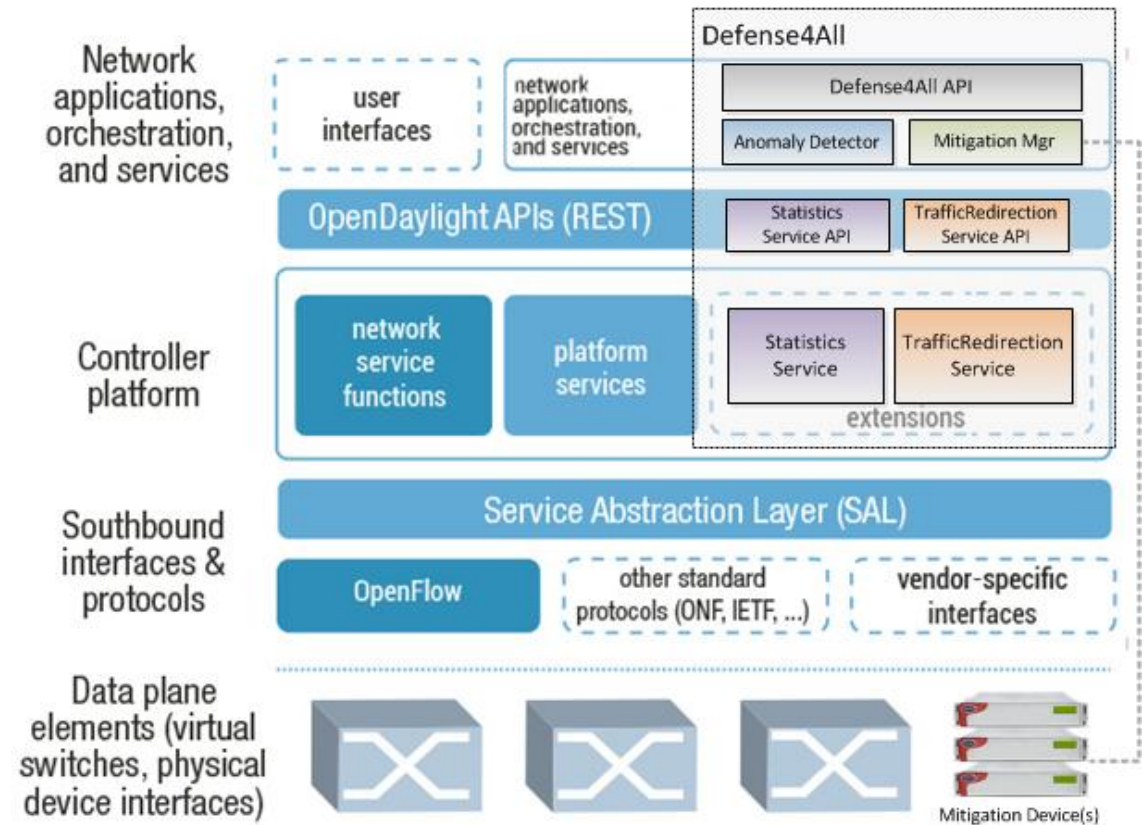 Network
applications,
orchestration,
and services
user
interfaces
network
applications,
orchestration,
and services
Defense4All
Defense4All API
Anomaly Detector
Mitigation Mgr
OpenDaylight APIs (REST)
Statistics
Service API
TrafficRedirection
Service API
Controller
platform
network
service
functions
platform
services
Statistics
Service
TrafficRedirection
Service
extensions
Southbound
interfaces &
protocols
Service Abstraction Layer (SAL)
OpenFlow
other standard
protocols (ONF, IETF, ...)
vendor-specific
interfaces
Data plane
elements (virtual
switches, physical
device interfaces)
Mitigation Device(s)